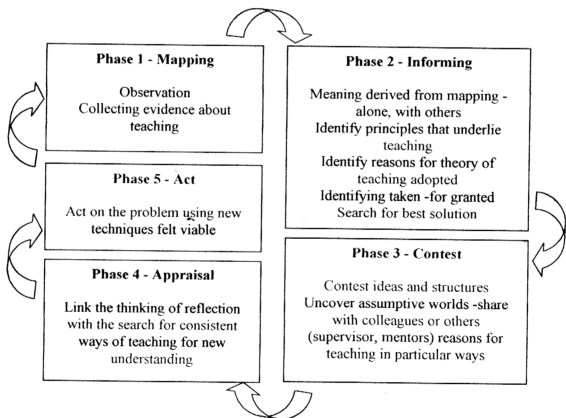 Phase 1 - Mapping
Observation
Collecting evidence about
teaching
Phase 2 - Informing
Meaning derived from mapping -
alone, with others
Identify principles that underlie
teaching
Identify reasons for theory of
teaching adopted
Identifying taken -for granted
Search for best solution
Phase 3 - Contest
Contest ideas and structures
Uncover assumptive worlds -share
with colleagues or others
(supervisor, mentors) reasons for
teaching in particular ways
Phase 4 - Appraisal
Link the thinking of reflection
with the search for consistent
ways of teaching for new
understanding
Phase 5 - Act
Act on the problem using new
techniques felt viable